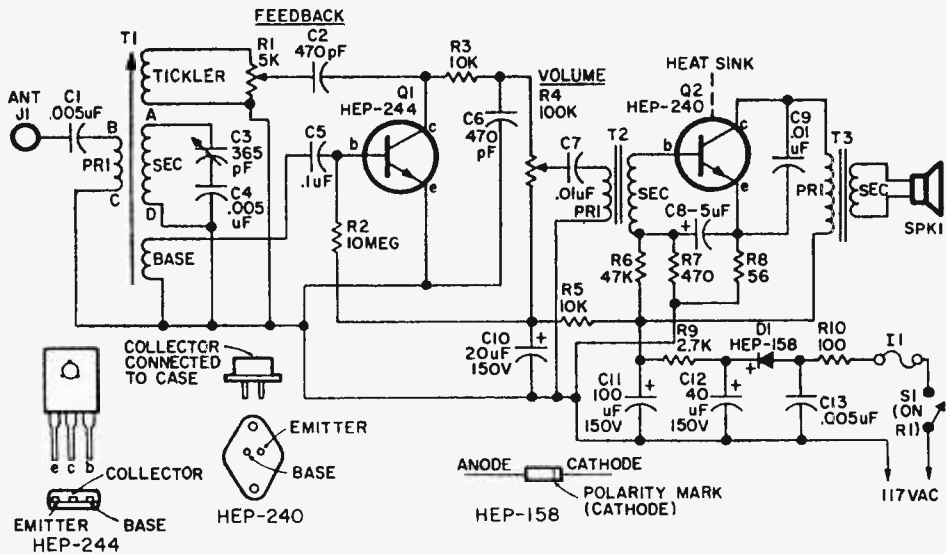 FEEDBACK
T1
R1
5K
C2
470pF
TICKLER
R3
10K
VOLUME
R4
100K
HEAT SINK
Q2
HEP-240
Q1
HEP-244
ANT
J1
C1
.005uF
B
PRI
C
A
SEC
D
C3
365
pF
C4
.005
uF
C5
.1uF
b
c
e
C6
470
pF
C7
.01uF
T2
PRI
SEC
b
c
e
C9
.01
uF
T3
PRI
SEC
SPK1
BASE
R2
10MEG
C8-5uF
+
R6
47K
R7
470
R8
56
R5
10K
C10
20uF
150V
+
R9
2.7K
D1
HEP-158
+
R10
100
I1
S1
(ON
R1)
C11
100
uF
150V
+
C12
40
uF
150V
+
C13
.005uF
117VAC
COLLECTOR
CONNECTED
TO CASE
e c b
COLLECTOR
EMITTER
BASE
HEP-244
EMITTER
BASE
HEP-240
ANODE
CATHODE
POLARITY MARK
(CATHODE)
HEP-158